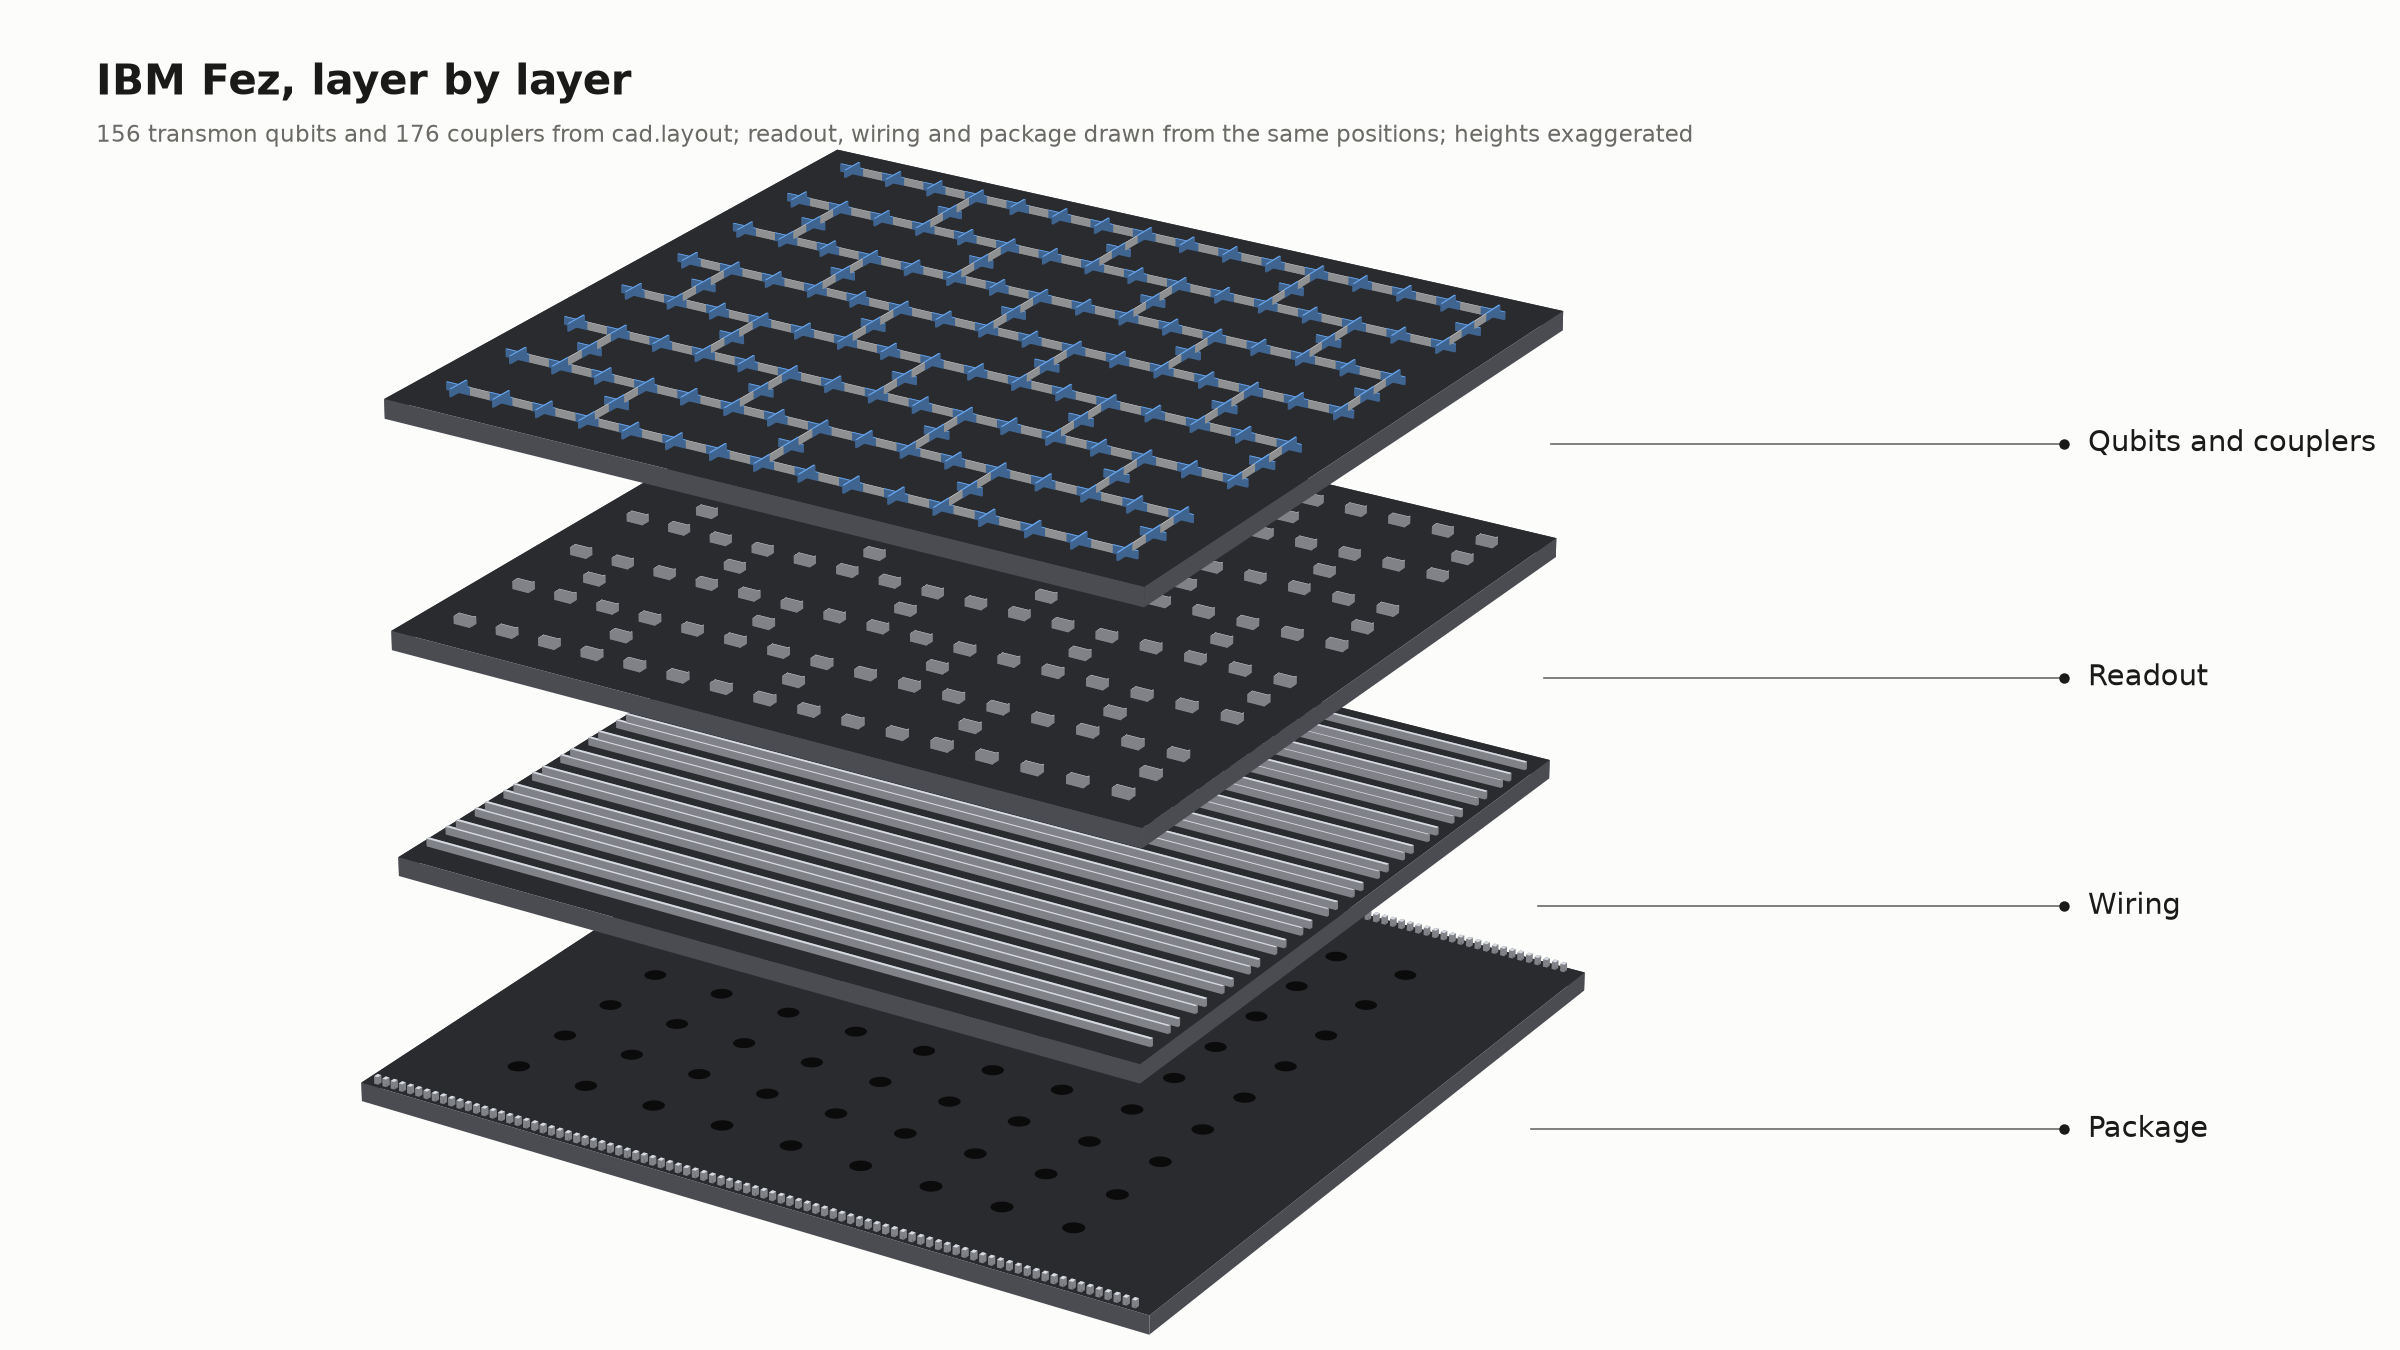 IBM Fez, layer by layer
156 transmon qubits and 176 couplers from cad.layout; readout, wiring and package drawn from the same positions; heights exaggerated
Qubits and couplers
Readout
Wiring
Package